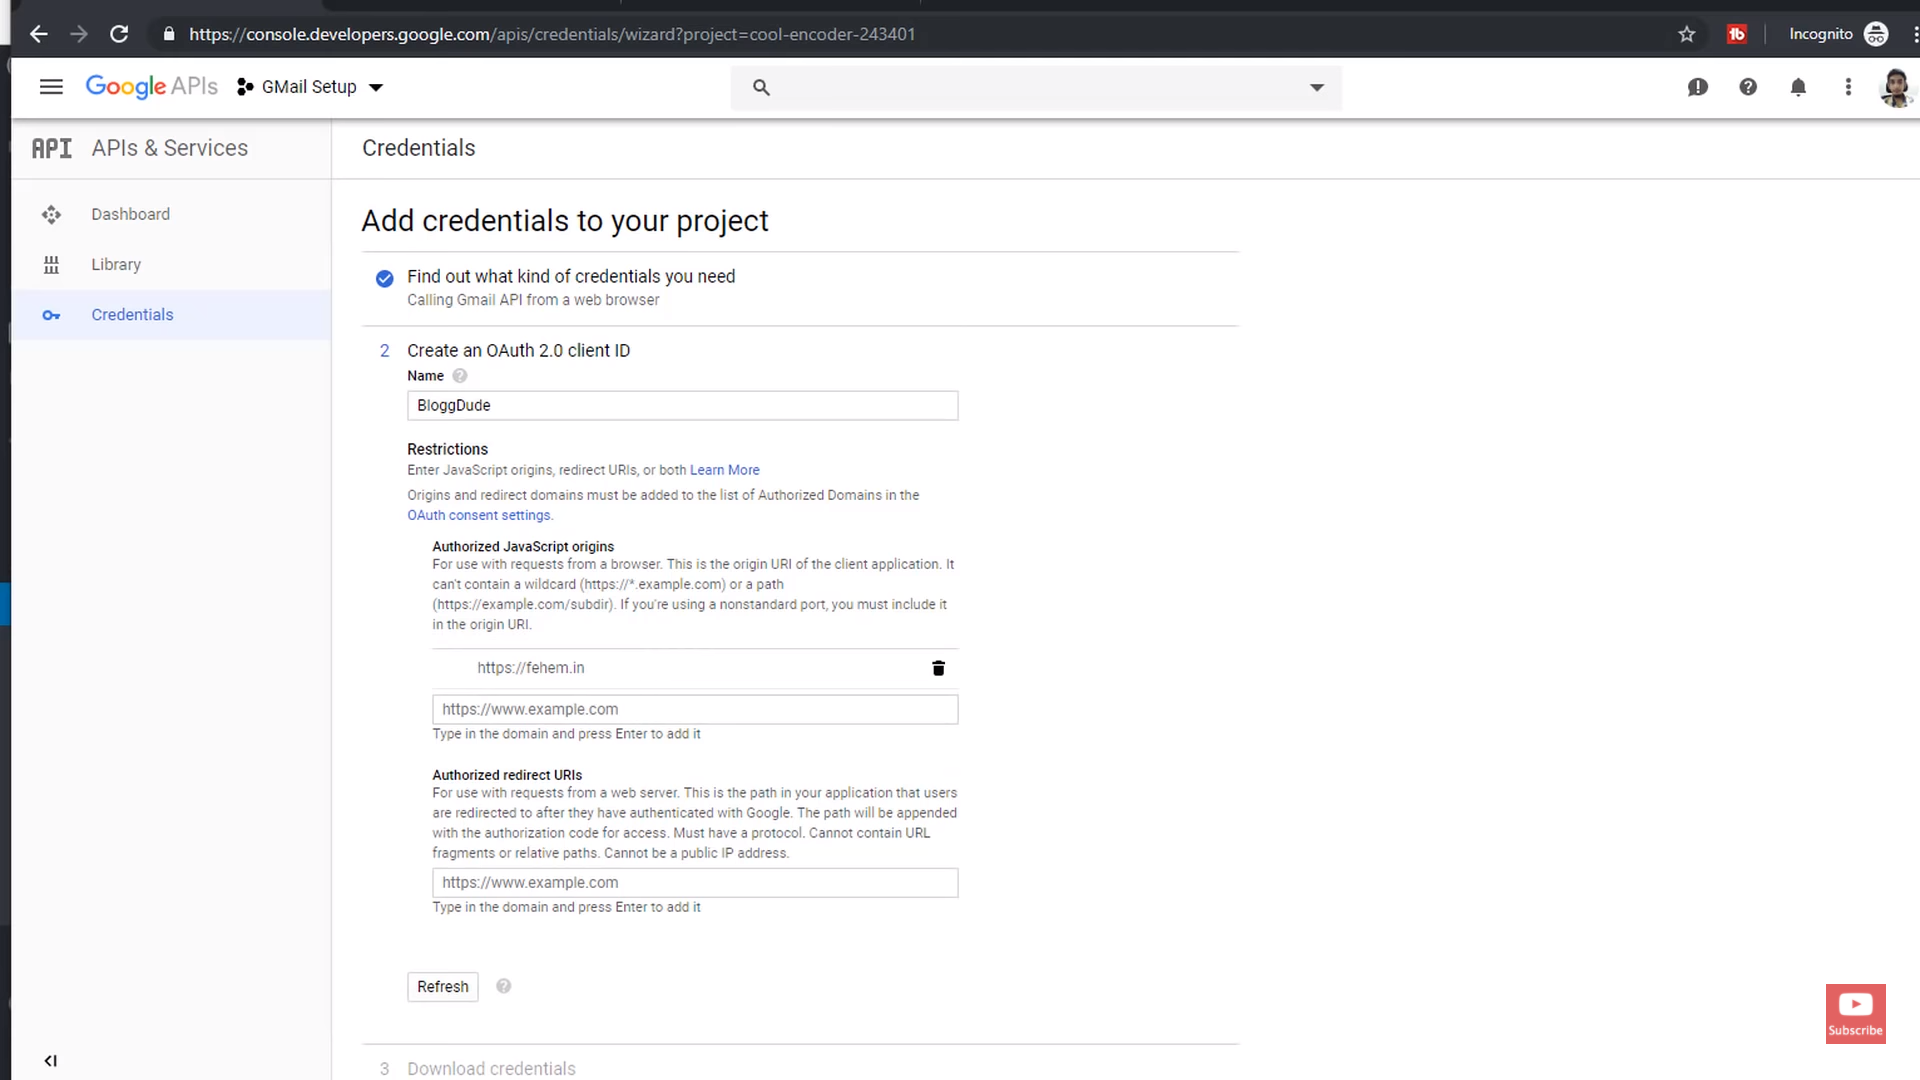 https://console.developers.google.com/apis/credentials/wizard?project=cool-encoder-243401
Incognito
Google APIs
GMail Setup
API APIs & Services
Credentials
Dashboard
Library
Credentials
Add credentials to your project
Find out what kind of credentials you need
Calling Gmail API from a web browser
2 Create an OAuth 2.0 client ID
Name
BloggDude
Restrictions
Enter JavaScript origins, redirect URIs, or both Learn More
Origins and redirect domains must be added to the list of Authorized Domains in the
OAuth consent settings.
Authorized JavaScript origins
For use with requests from a browser. This is the origin URI of the client application. It
can't contain a wildcard (https://*.example.com) or a path
(https://example.com/subdir). If you're using a nonstandard port, you must include it
in the origin URI.
https://fehem.in
https://www.example.com
Type in the domain and press Enter to add it
Authorized redirect URIs
For use with requests from a web server. This is the path in your application that users
are redirected to after they have authenticated with Google. The path will be appended
with the authorization code for access. Must have a protocol. Cannot contain URL
fragments or relative paths. Cannot be a public IP address.
https://www.example.com
Type in the domain and press Enter to add it
Refresh
Subscribe
3 Download credentials